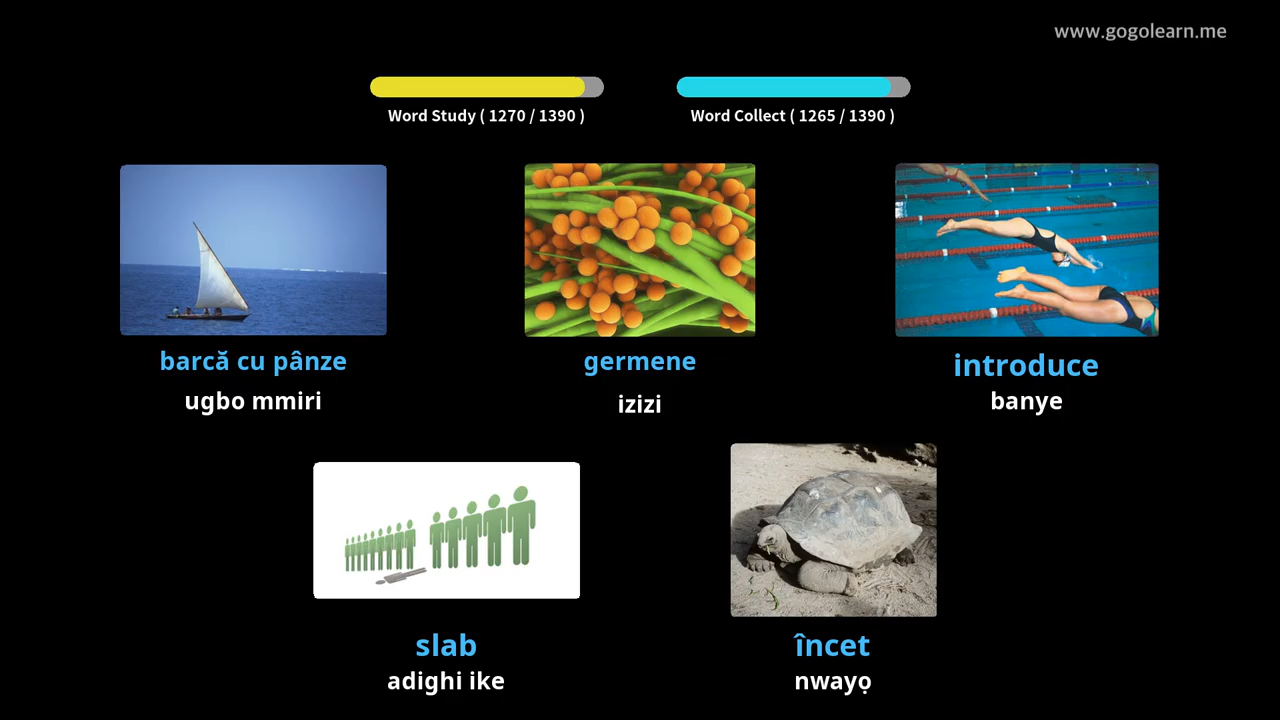 www.gogolearn.me
Word Study ( 1270 / 1390 )
Word Collect ( 1265 / 1390 )
barcă cu pânze
ugbo mmiri
germene
izizi
introduce
banye
slab
adighi ike
încet
nwayọ